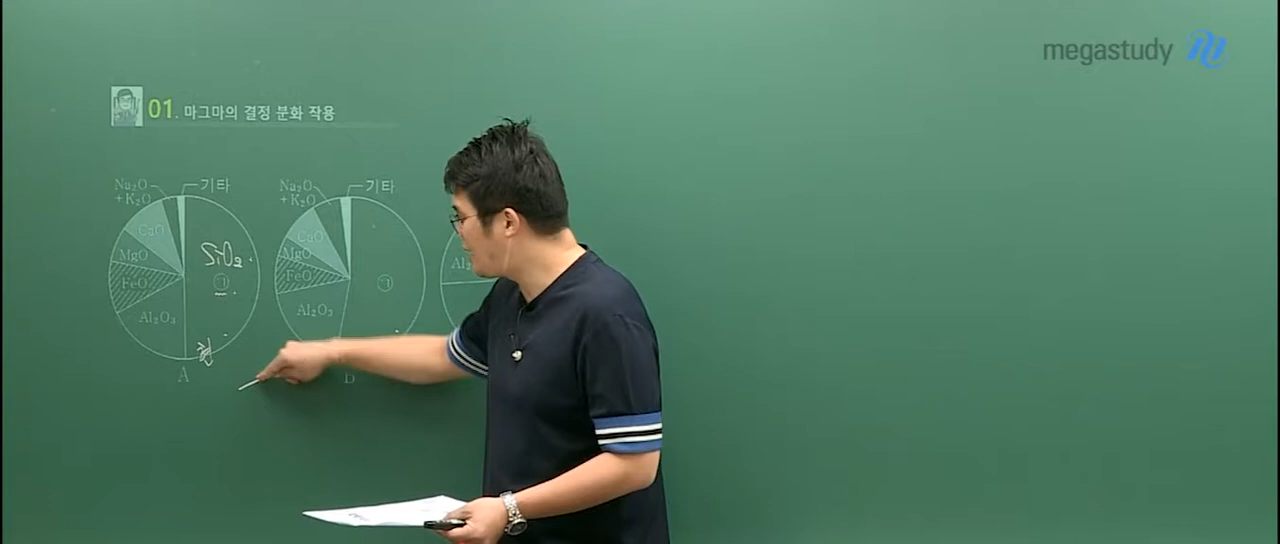 megastudy
01. 마그마의 결정 분화 작용
Na₂O
+K₂O
기타
CaO
MgO
FeO
Al₂O₃
SiO₂
㉠
A
Na₂O
+K₂O
기타
CaO
MgO
FeO
Al₂O₃
㉠
B